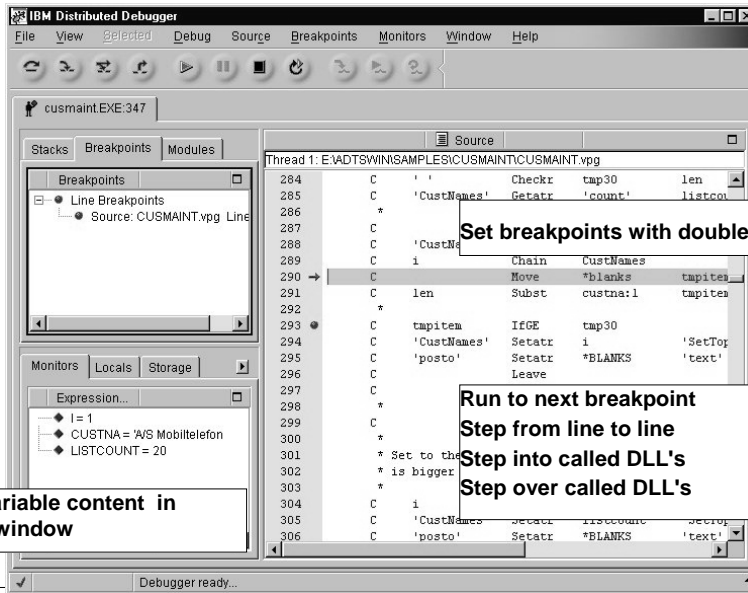 IBM Distributed Debugger
File View Selected Debug Source Breakpoints Monitors Window Help
cusmaint.EXE:347
Stacks Breakpoints Modules
Breakpoints
Line Breakpoints
Source: CUSMAINT.vpg Line
Monitors Locals Storage
Expression...
I = 1
CUSTNA = 'A/S Mobiltelefon
LISTCOUNT = 20
ariable content in
window
Source
Thread 1: E:\ADTSWIN\SAMPLES\CUSMAINT\CUSMAINT.vpg
284 C ' ' Checkr tmp30 len
285 C 'CustNames' Getatr 'count' listcou
286 *
287 C
288 C 'CustNa
289 C i Chain CustNames
290 C Move *blanks tmpitem
291 C len Subst custna:1 tmpitem
292 *
293 C tmpitem IfGE tmp30
294 C 'CustNames' Setatr i 'SetTop
295 C 'posto' Setatr *BLANKS 'text'
296 C Leave
297 C
298 *
299 C
300 *
301 * Set to the
302 * is bigger
303 *
304 C i
305 C 'CustNames' Setatr listcount 'SetTop
306 C 'posto' Setatr *BLANKS 'text'
Set breakpoints with double
Run to next breakpoint
Step from line to line
Step into called DLL's
Step over called DLL's
Debugger ready...